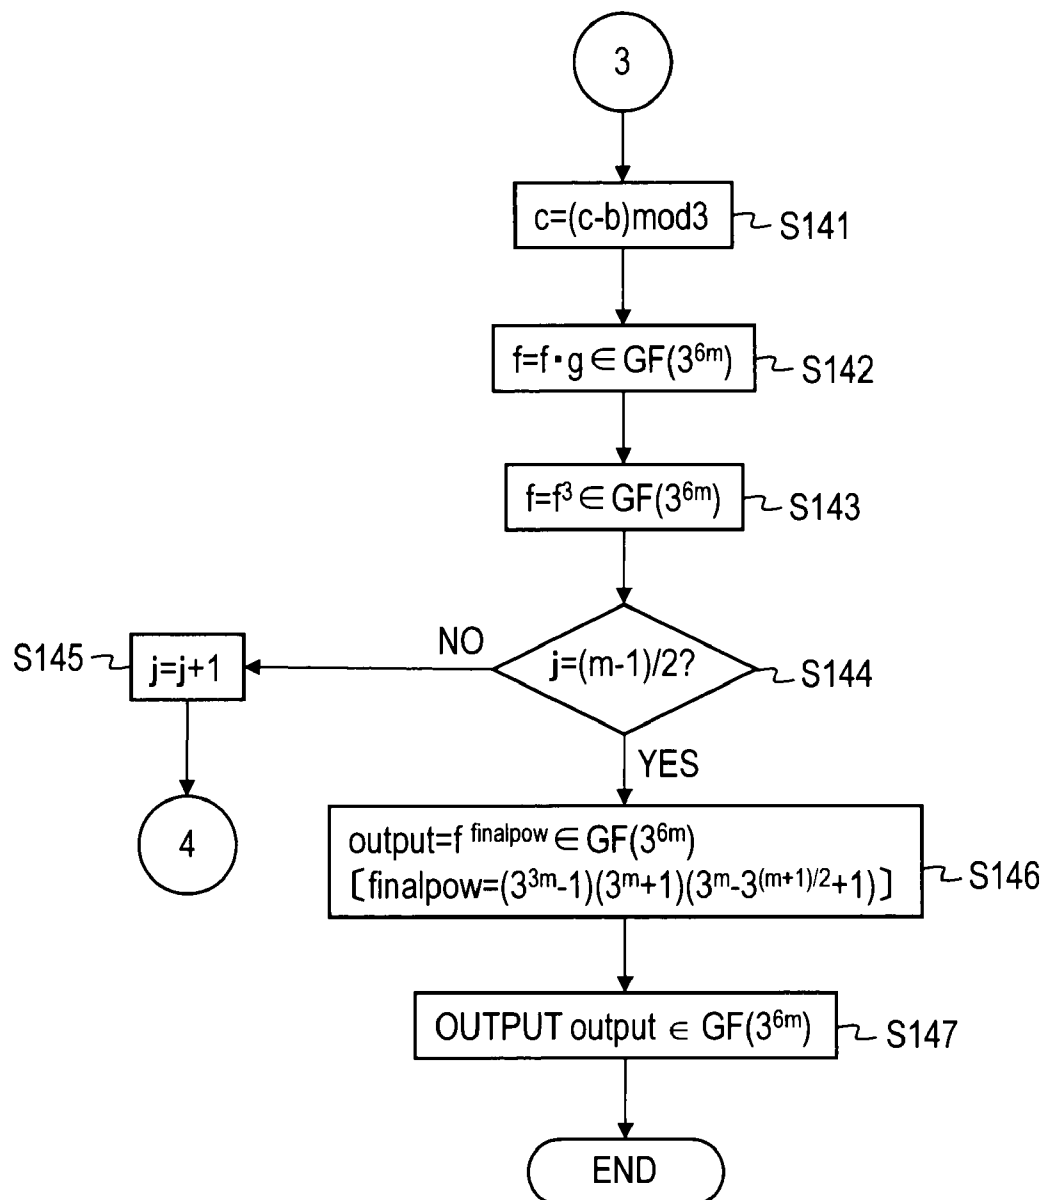 3
c=(c-b)mod3
S141
f=f·g∈GF(3^{6m})
S142
f=f^3∈GF(3^{6m})
S143
j=(m-1)/2?
S144
NO
S145
j=j+1
4
YES
output=f^{finalpow}∈GF(3^{6m})
〔finalpow=(3^{3m}-1)(3^m+1)(3^m-3^{(m+1)/2}+1)〕
S146
OUTPUT output ∈ GF(3^{6m})
S147
END